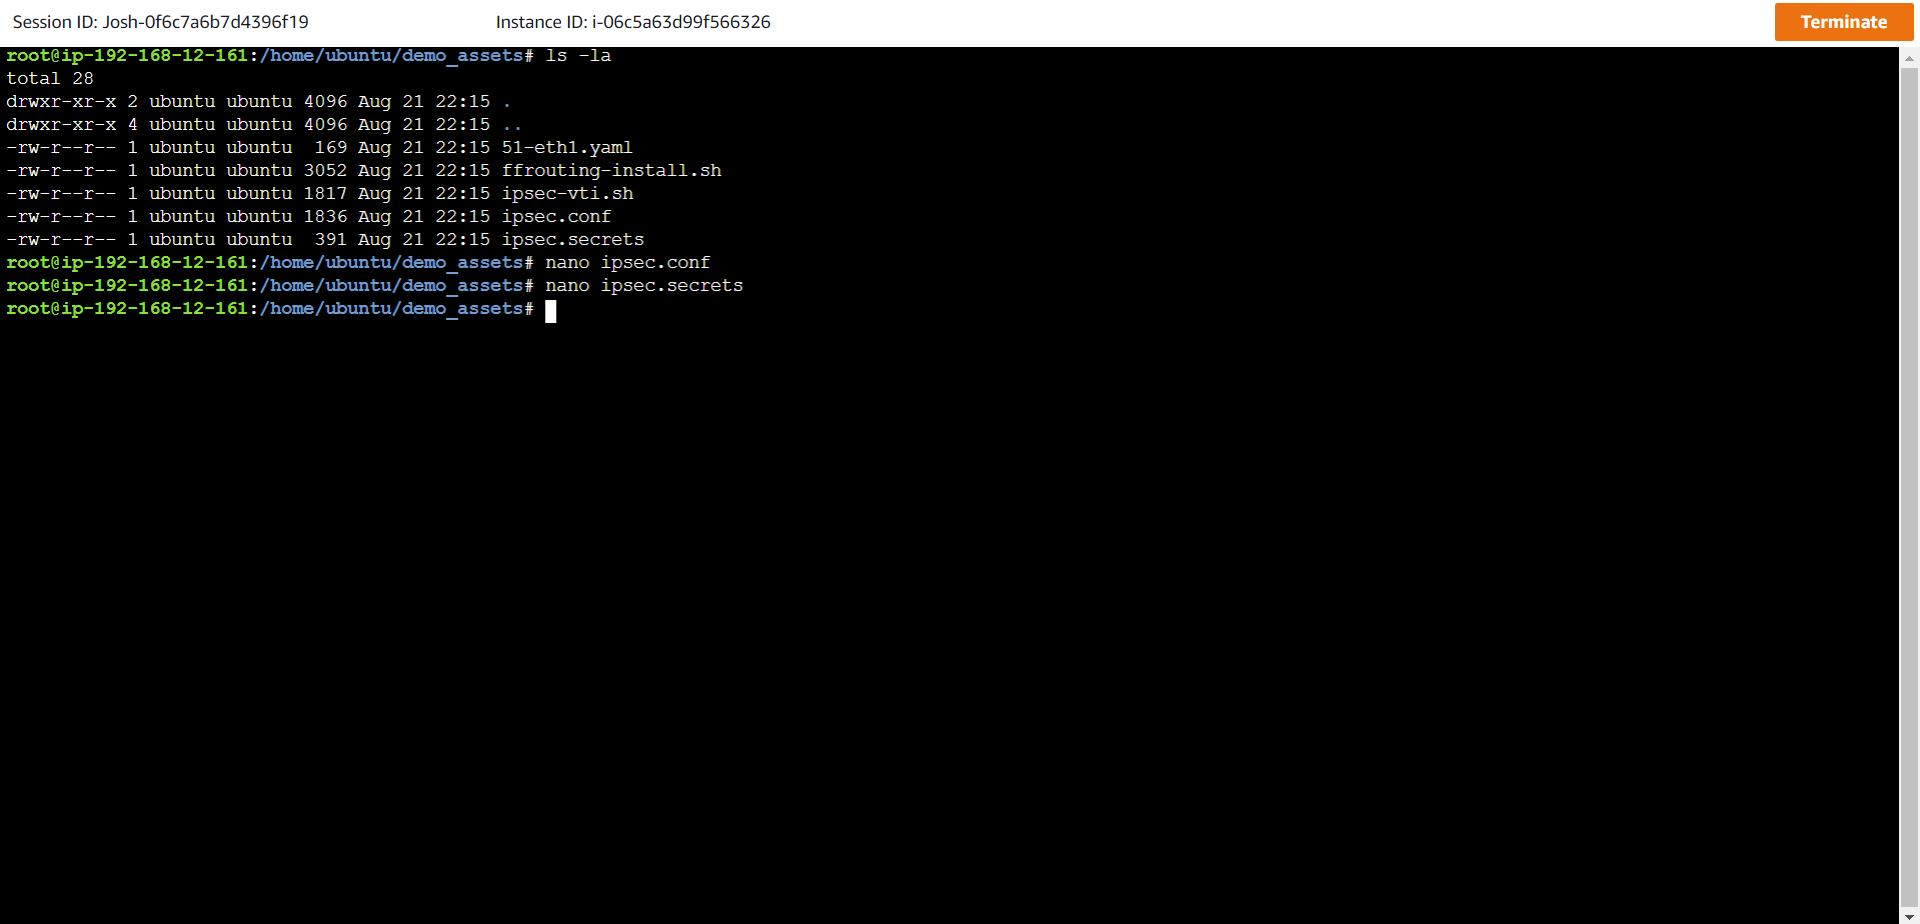 Session ID: Josh-0f6c7a6b7d4396f19 Instance ID: i-06c5a63d99f566326 Terminate
root@ip-192-168-12-161:/home/ubuntu/demo_assets# ls -la
total 28
drwxr-xr-x 2 ubuntu ubuntu 4096 Aug 21 22:15 .
drwxr-xr-x 4 ubuntu ubuntu 4096 Aug 21 22:15 ..
-rw-r--r-- 1 ubuntu ubuntu  169 Aug 21 22:15 51-eth1.yaml
-rw-r--r-- 1 ubuntu ubuntu 3052 Aug 21 22:15 ffrouting-install.sh
-rw-r--r-- 1 ubuntu ubuntu 1817 Aug 21 22:15 ipsec-vti.sh
-rw-r--r-- 1 ubuntu ubuntu 1836 Aug 21 22:15 ipsec.conf
-rw-r--r-- 1 ubuntu ubuntu  391 Aug 21 22:15 ipsec.secrets
root@ip-192-168-12-161:/home/ubuntu/demo_assets# nano ipsec.conf
root@ip-192-168-12-161:/home/ubuntu/demo_assets# nano ipsec.secrets
root@ip-192-168-12-161:/home/ubuntu/demo_assets#